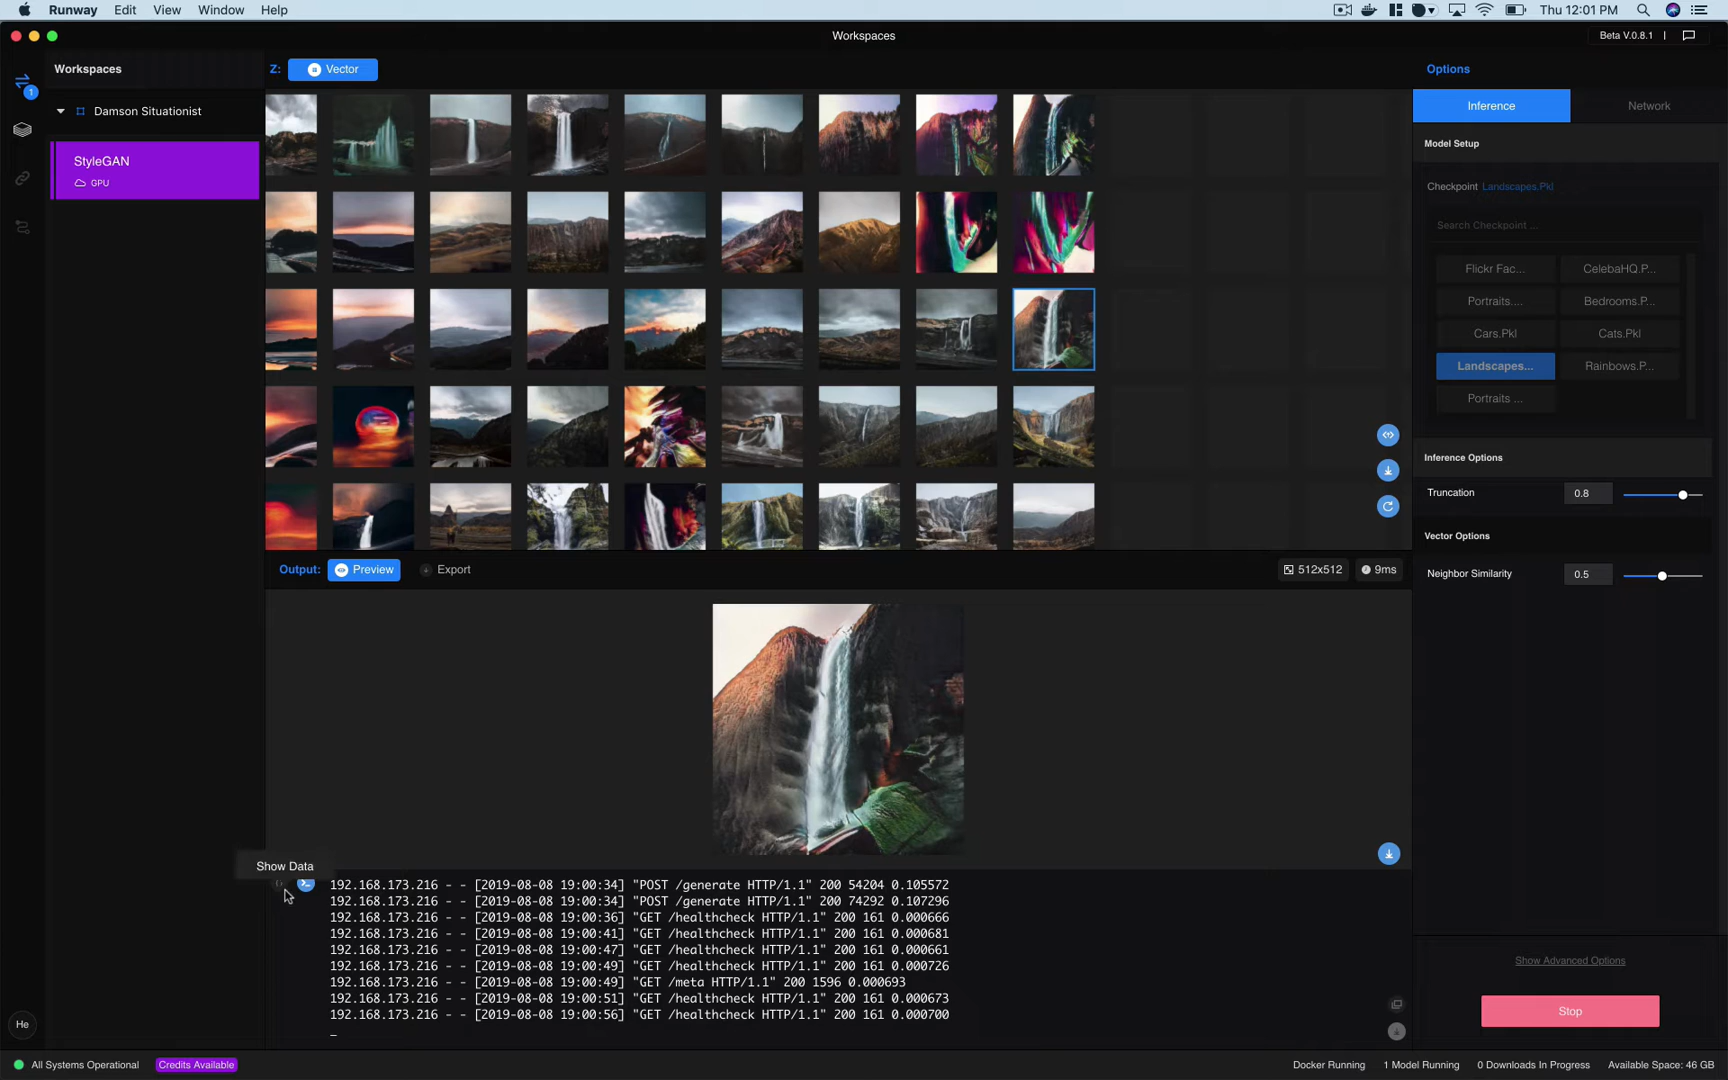 Runway Edit View Window Help Thu 12:01 PM
Workspaces
Beta V.0.8.1
Workspaces
Z: Vector
Options
1
Damson Situationist
Inference Network
StyleGAN
GPU
Model Setup
Checkpoint Landscapes.Pkl
Search Checkpoint ...
Flickr Fac... CelebaHQ.P...
Portraits.... Bedrooms.P...
Cars.Pkl Cats.Pkl
Landscapes... Rainbows.P...
Portraits ...
Inference Options
Truncation 0.8
Vector Options
Neighbor Similarity 0.5
Output: Preview Export 512x512 9ms
Show Data
192.168.173.216 - - [2019-08-08 19:00:34] "POST /generate HTTP/1.1" 200 54204 0.105572
192.168.173.216 - - [2019-08-08 19:00:34] "POST /generate HTTP/1.1" 200 74292 0.107296
192.168.173.216 - - [2019-08-08 19:00:36] "GET /healthcheck HTTP/1.1" 200 161 0.000666
192.168.173.216 - - [2019-08-08 19:00:41] "GET /healthcheck HTTP/1.1" 200 161 0.000681
192.168.173.216 - - [2019-08-08 19:00:47] "GET /healthcheck HTTP/1.1" 200 161 0.000661
192.168.173.216 - - [2019-08-08 19:00:49] "GET /healthcheck HTTP/1.1" 200 161 0.000726
192.168.173.216 - - [2019-08-08 19:00:49] "GET /meta HTTP/1.1" 200 1596 0.000693
192.168.173.216 - - [2019-08-08 19:00:51] "GET /healthcheck HTTP/1.1" 200 161 0.000673
192.168.173.216 - - [2019-08-08 19:00:56] "GET /healthcheck HTTP/1.1" 200 161 0.000700
Show Advanced Options
Stop
He
All Systems Operational Credits Available Docker Running 1 Model Running 0 Downloads In Progress Available Space: 46 GB